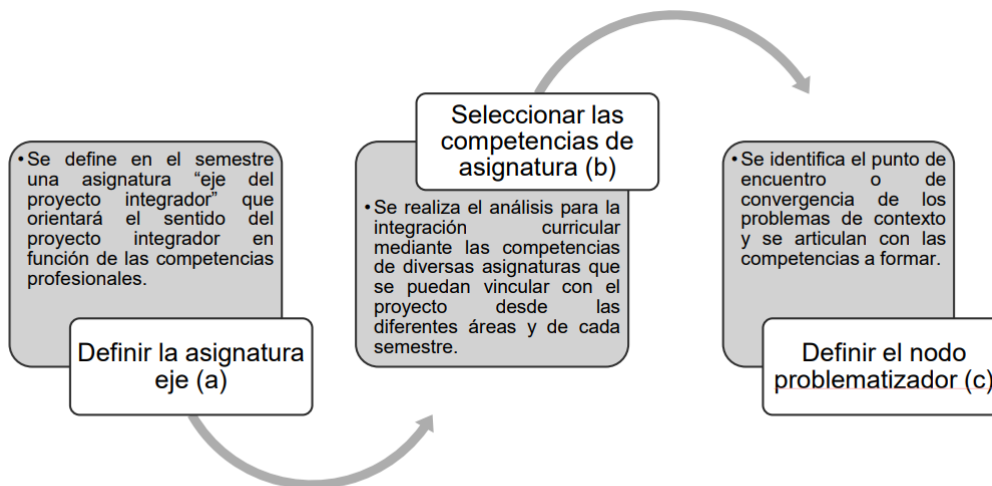 •Se define en el semestre
una asignatura “eje del
proyecto integrador” que
orientará el sentido del
proyecto integrador en
función de las competencias
profesionales.
Definir la asignatura
eje (a)
Seleccionar las
competencias de
asignatura (b)
•Se realiza el análisis para la
integración curricular
mediante las competencias
de diversas asignaturas que
se puedan vincular con el
proyecto desde las
diferentes áreas y de cada
semestre.
•Se identifica el punto de
encuentro o de
convergencia de los
problemas de contexto
y se articulan con las
competencias a formar.
Definir el nodo
problematizador (c)